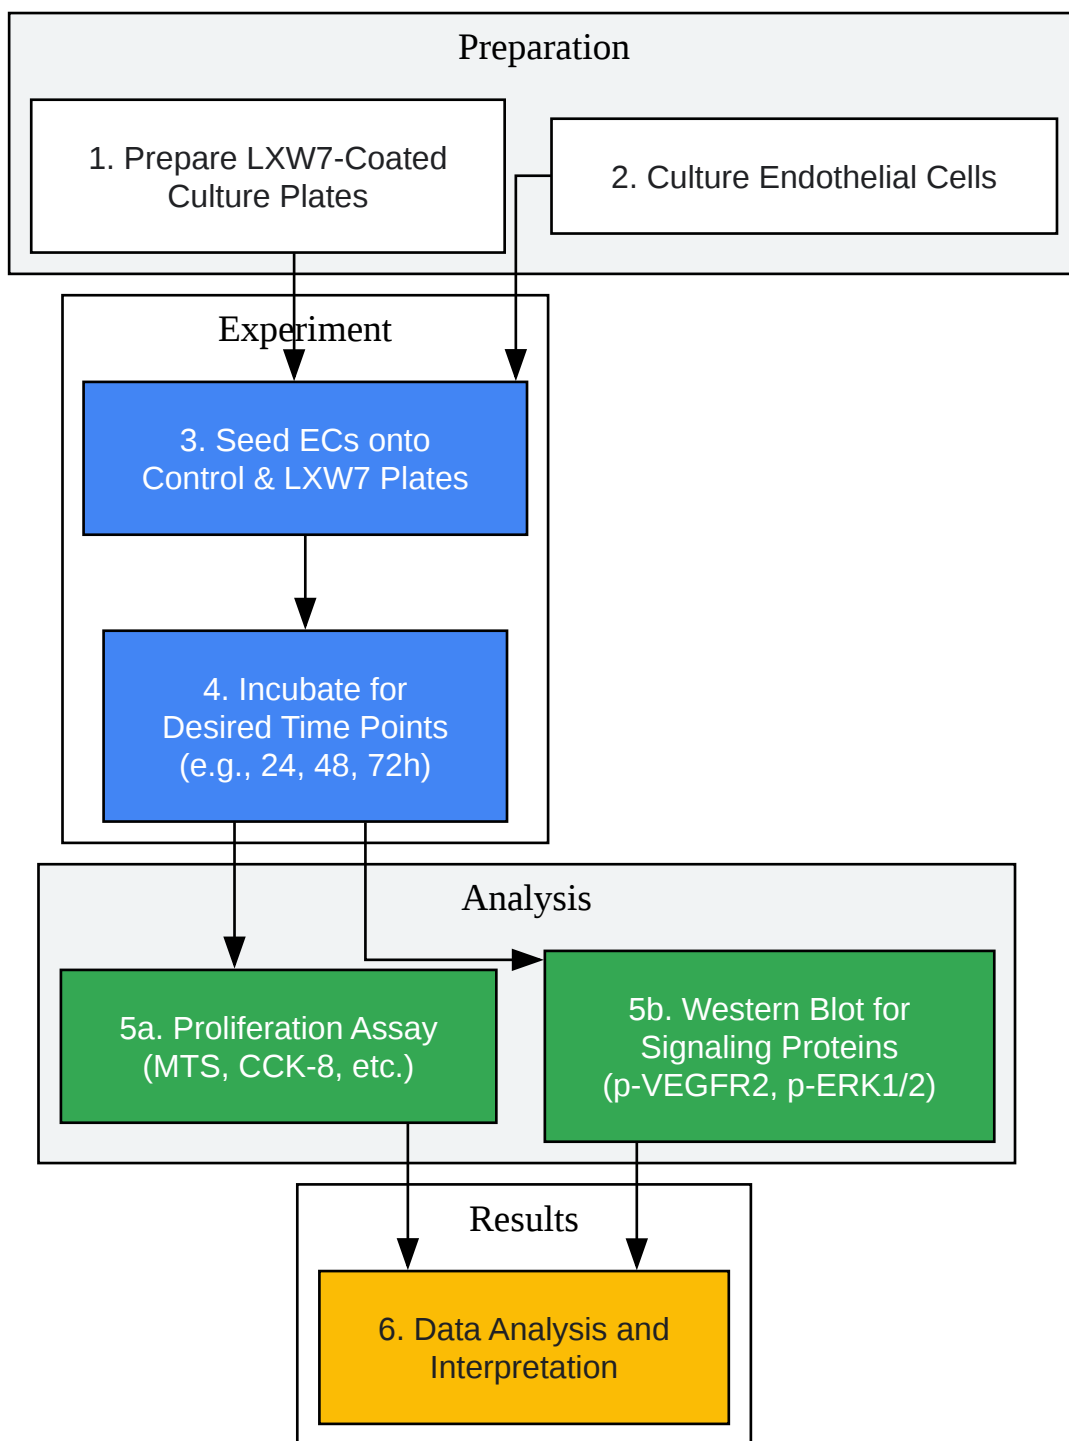 Preparation
1. Prepare LXW7-Coated
Culture Plates
2. Culture Endothelial Cells
Experiment
3. Seed ECs onto
Control & LXW7 Plates
4. Incubate for
Desired Time Points
(e.g., 24, 48, 72h)
Analysis
5a. Proliferation Assay
(MTS, CCK-8, etc.)
5b. Western Blot for
Signaling Proteins
(p-VEGFR2, p-ERK1/2)
Results
6. Data Analysis and
Interpretation